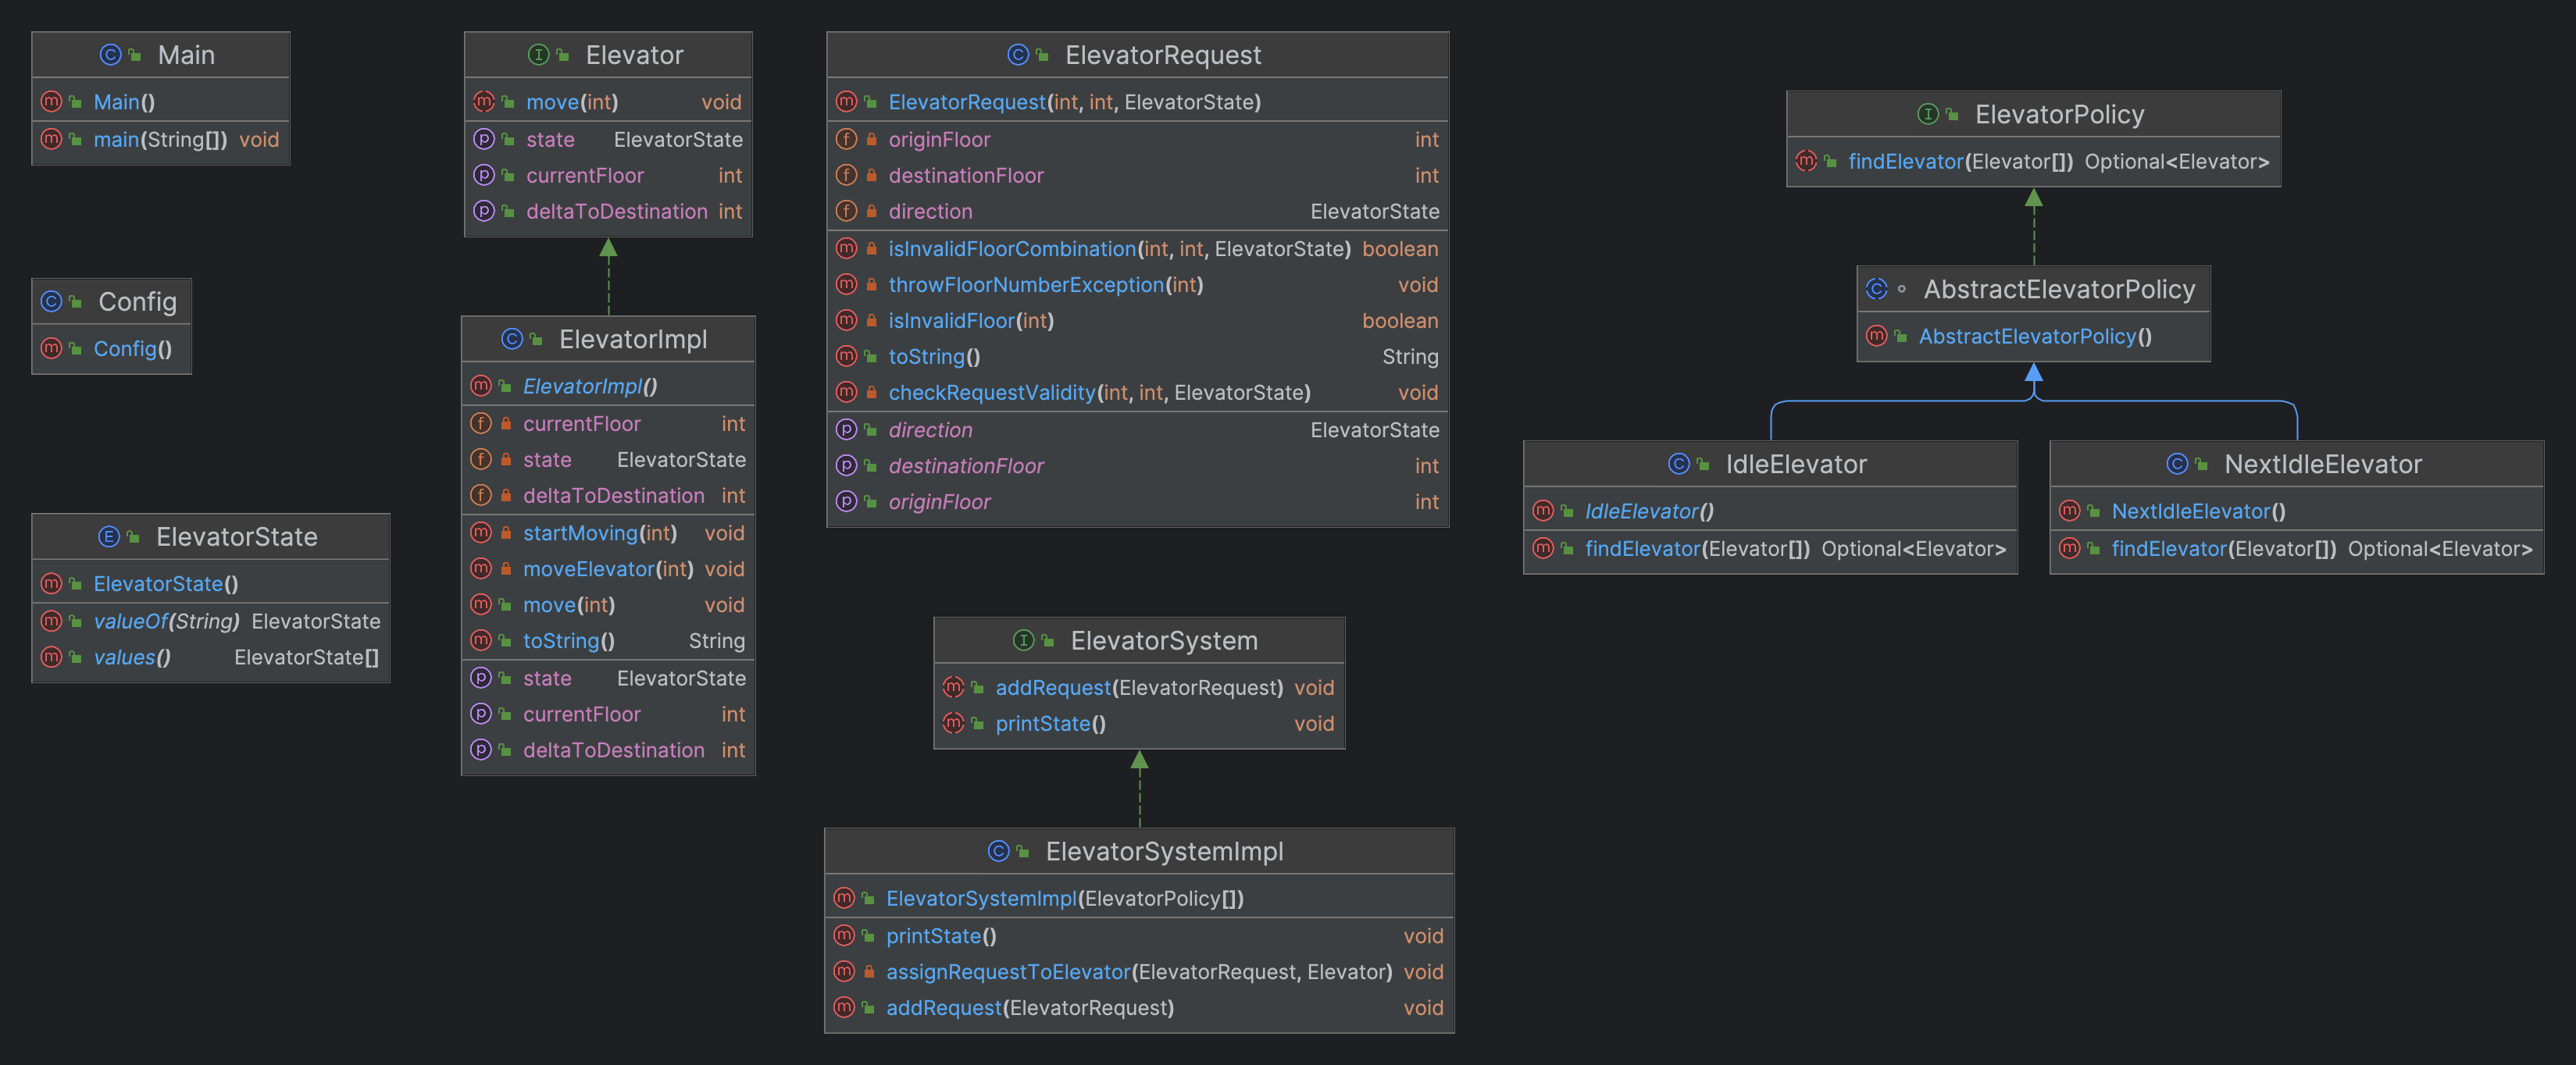 Main
Main()
main(String[]) void
Config
Config()
ElevatorState
ElevatorState()
valueOf(String) ElevatorState
values() ElevatorState[]
Elevator
move(int) void
state ElevatorState
currentFloor int
deltaToDestination int
ElevatorImpl
ElevatorImpl()
currentFloor int
state ElevatorState
deltaToDestination int
startMoving(int) void
moveElevator(int) void
move(int) void
toString() String
state ElevatorState
currentFloor int
deltaToDestination int
ElevatorRequest
ElevatorRequest(int, int, ElevatorState)
originFloor int
destinationFloor int
direction ElevatorState
isInvalidFloorCombination(int, int, ElevatorState) boolean
throwFloorNumberException(int) void
isInvalidFloor(int) boolean
toString() String
checkRequestValidity(int, int, ElevatorState) void
direction ElevatorState
destinationFloor int
originFloor int
ElevatorSystem
addRequest(ElevatorRequest) void
printState() void
ElevatorSystemImpl
ElevatorSystemImpl(ElevatorPolicy[])
printState() void
assignRequestToElevator(ElevatorRequest, Elevator) void
addRequest(ElevatorRequest) void
ElevatorPolicy
findElevator(Elevator[]) Optional<Elevator>
AbstractElevatorPolicy
AbstractElevatorPolicy()
IdleElevator
IdleElevator()
findElevator(Elevator[]) Optional<Elevator>
NextIdleElevator
NextIdleElevator()
findElevator(Elevator[]) Optional<Elevator>